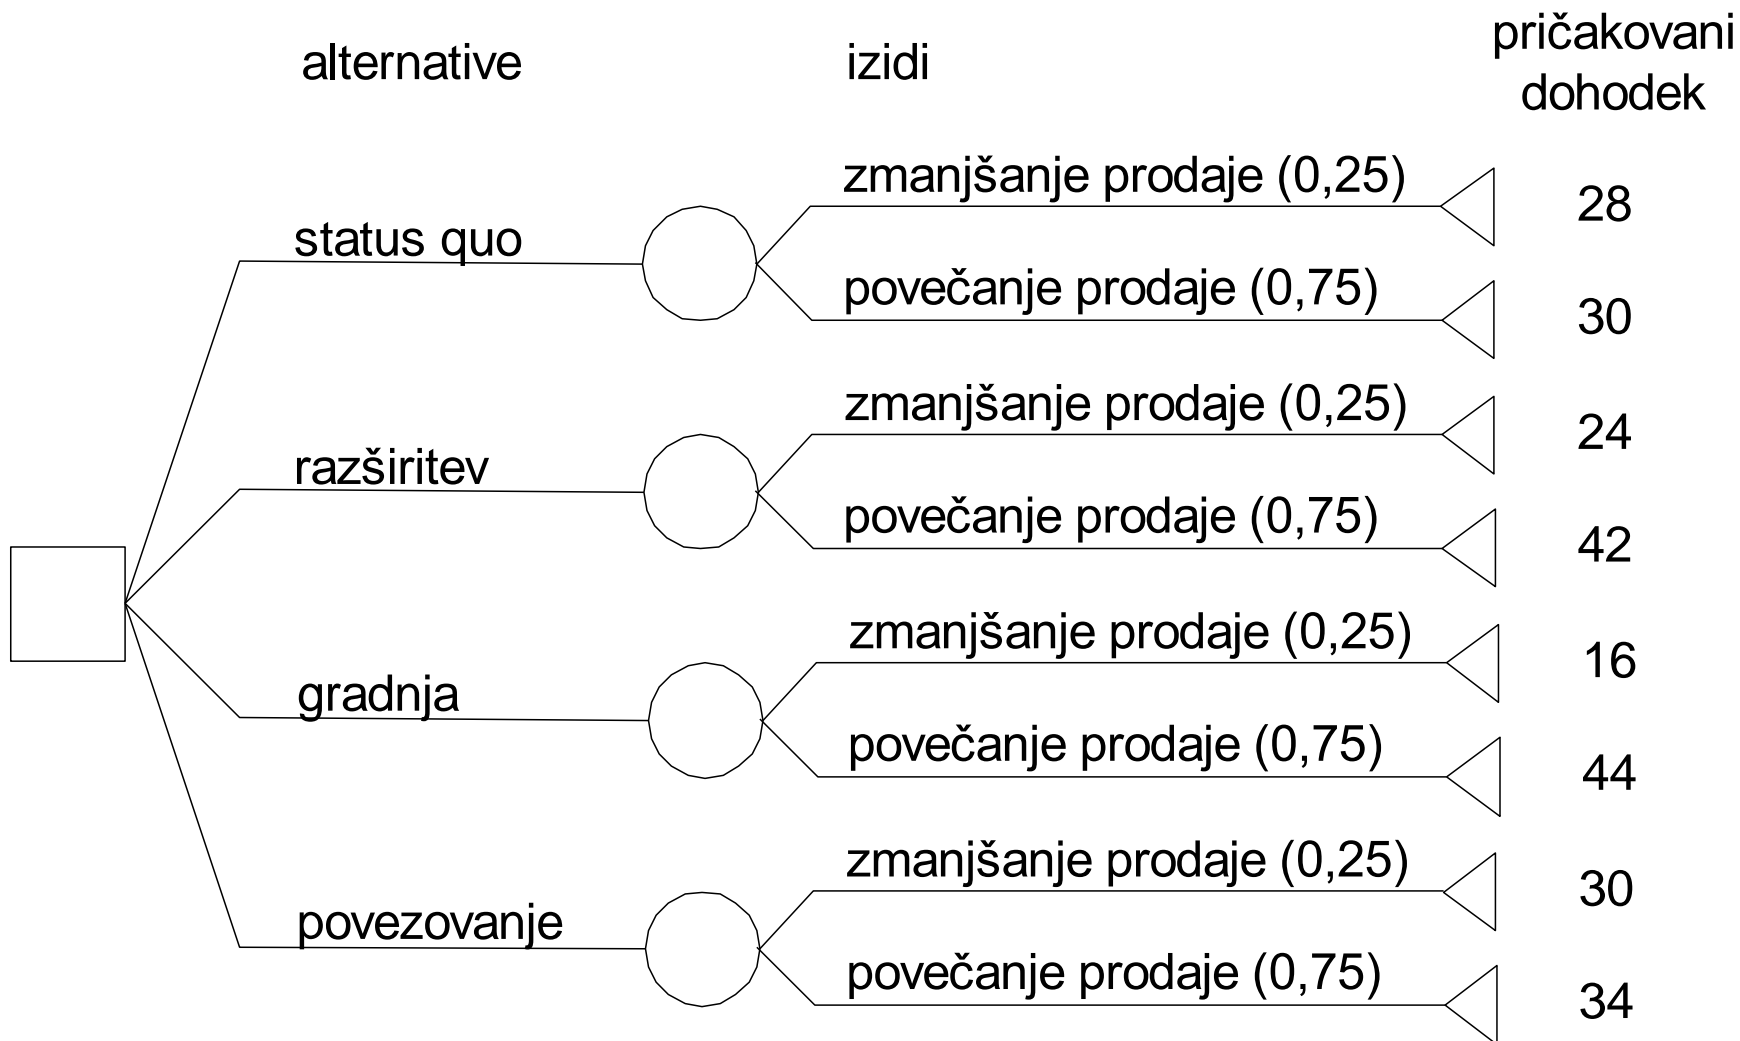 alternative
izidi
pričakovani
dohodek
status quo
zmanjšanje prodaje (0,25)
28
povečanje prodaje (0,75)
30
razširitev
zmanjšanje prodaje (0,25)
24
povečanje prodaje (0,75)
42
gradnja
zmanjšanje prodaje (0,25)
16
povečanje prodaje (0,75)
44
povezovanje
zmanjšanje prodaje (0,25)
30
povečanje prodaje (0,75)
34